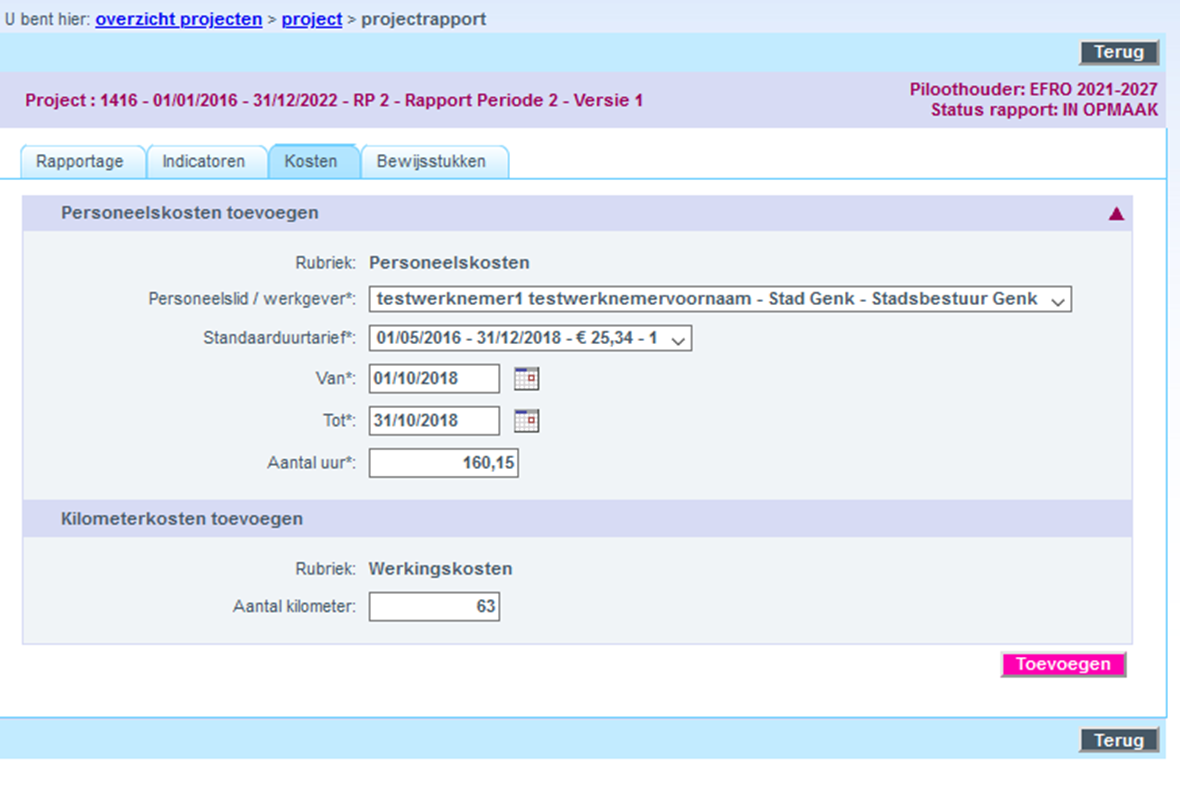 U bent hier: overzicht projecten > project > projectrapport
Terug
Project : 1416 - 01/01/2016 - 31/12/2022 - RP 2 - Rapport Periode 2 - Versie 1
Piloothouder: EFRO 2021-2027
Status rapport: IN OPMAAK
Rapportage Indicatoren Kosten Bewijsstukken
Personeelskosten toevoegen
Rubriek: Personeelskosten
Personeelslid / werkgever*: testwerknemer1 testwerknemervoornaam - Stad Genk - Stadsbestuur Genk
Standaarduurtarief*: 01/05/2016 - 31/12/2018 - € 25,34 - 1
Van*: 01/10/2018
Tot*: 31/10/2018
Aantal uur*: 160,15
Kilometerkosten toevoegen
Rubriek: Werkingskosten
Aantal kilometer: 63
Toevoegen
Terug